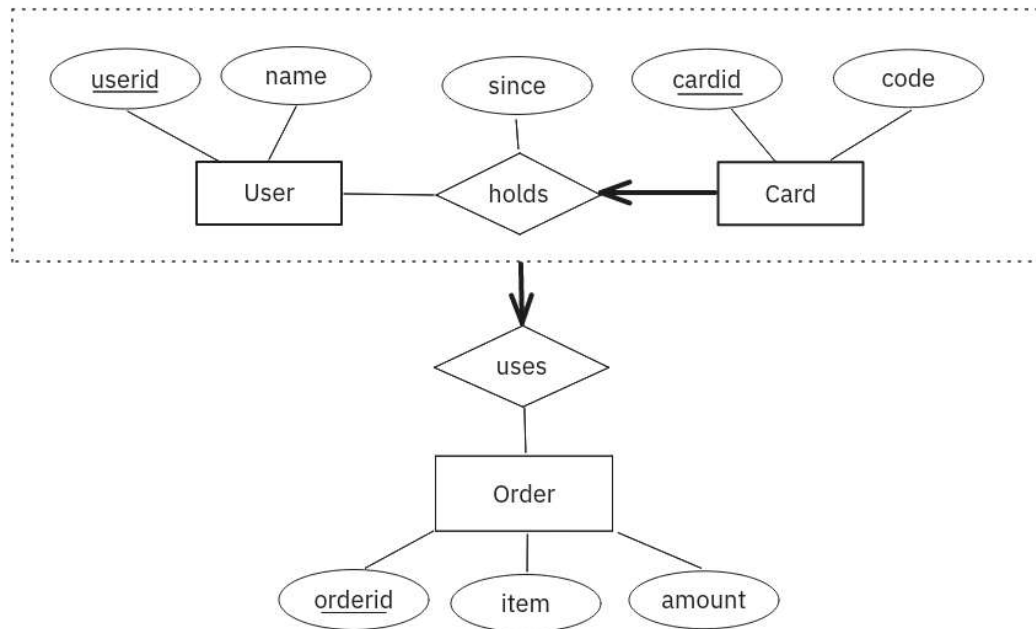 userid
name
since
cardid
code
User
holds
Card
uses
Order
orderid
item
amount